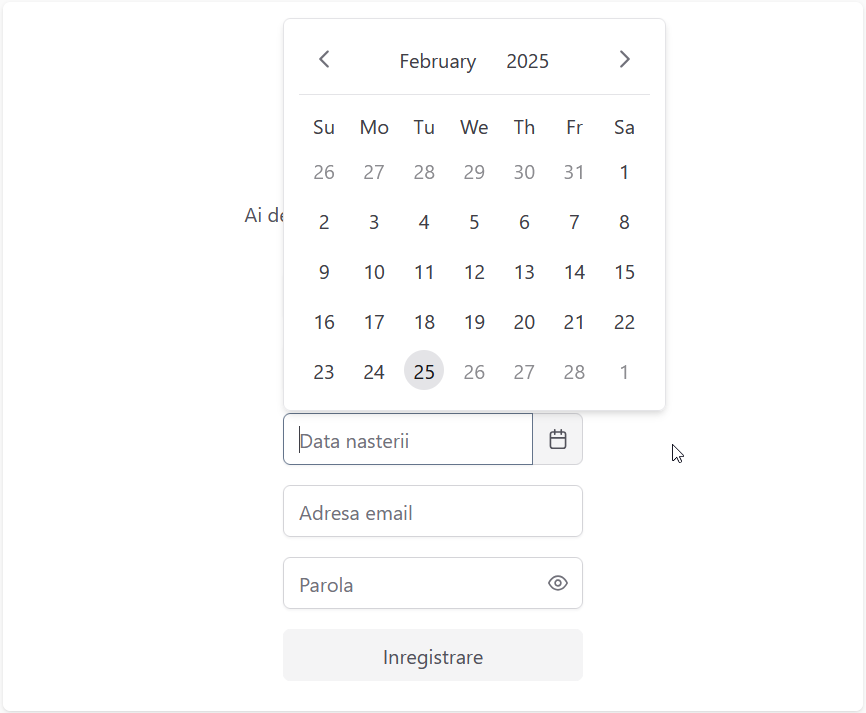 February 2025
Su Mo Tu We Th Fr Sa
26 27 28 29 30 31 1
2 3 4 5 6 7 8
9 10 11 12 13 14 15
16 17 18 19 20 21 22
23 24 25 26 27 28 1
Ai
Data nasterii
Adresa email
Parola
Inregistrare